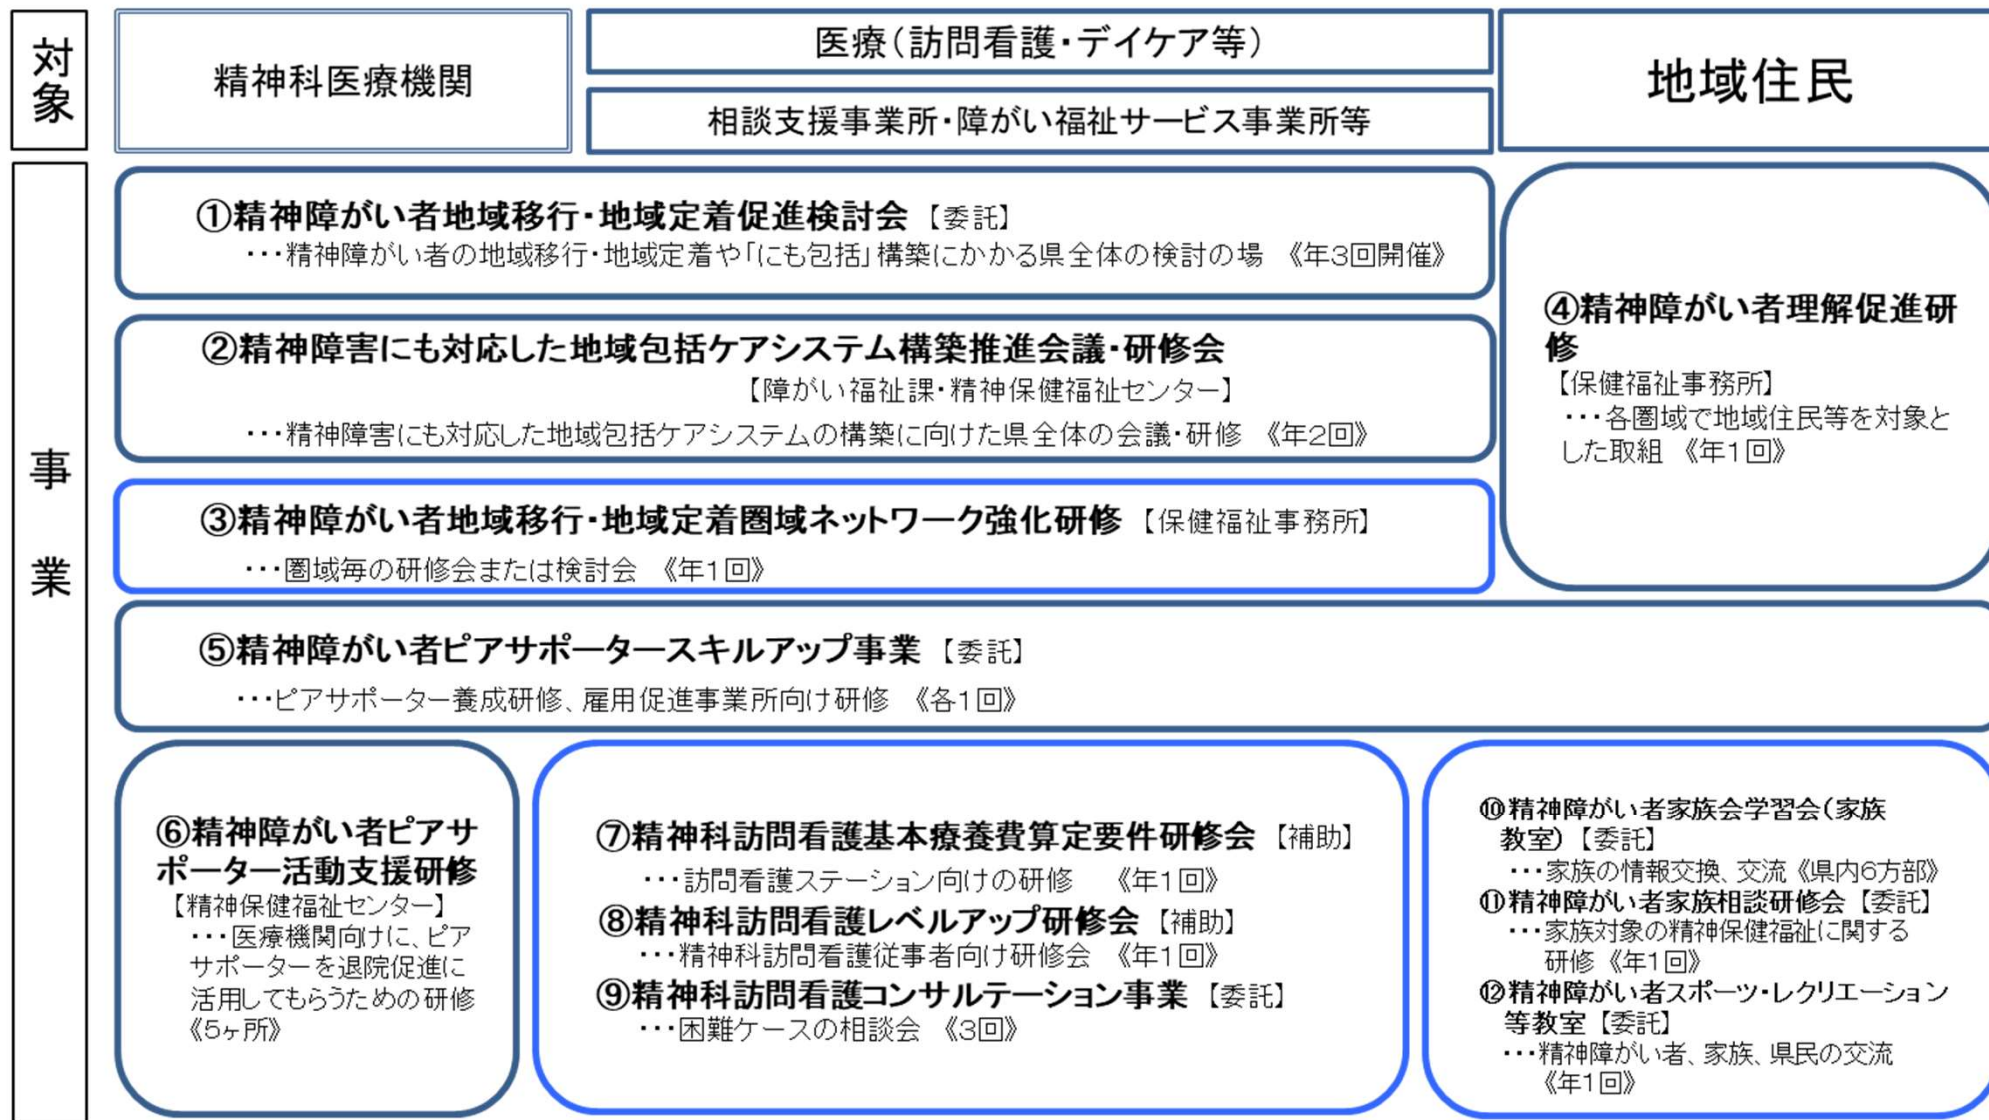 対象
精神科医療機関
医療(訪問看護・デイケア等)
相談支援事業所・障がい福祉サービス事業所等
地域住民
事業
①精神障がい者地域移行・地域定着促進検討会【委託】
・・・精神障がい者の地域移行・地域定着や「にも包括」構築にかかる県全体の検討の場 《年3回開催》
②精神障害にも対応した地域包括ケアシステム構築推進会議・研修会
【障がい福祉課・精神保健福祉センター】
・・・精神障害にも対応した地域包括ケアシステムの構築に向けた県全体の会議・研修 《年2回》
③精神障がい者地域移行・地域定着圏域ネットワーク強化研修【保健福祉事務所】
・・・圏域毎の研修会または検討会 《年1回》
④精神障がい者理解促進研
修
【保健福祉事務所】
・・・各圏域で地域住民等を対象と
した取組 《年1回》
⑤精神障がい者ピアサポータースキルアップ事業【委託】
・・・ピアサポーター養成研修、雇用促進事業所向け研修 《各1回》
⑥精神障がい者ピアサ
ポーター活動支援研修
【精神保健福祉センター】
・・・医療機関向けに、ピア
サポーターを退院促進に
活用してもらうための研修
《5ヶ所》
⑦精神科訪問看護基本療養費算定要件研修会【補助】
・・・訪問看護ステーション向けの研修 《年1回》
⑧精神科訪問看護レベルアップ研修会【補助】
・・・精神科訪問看護従事者向け研修会 《年1回》
⑨精神科訪問看護コンサルテーション事業【委託】
・・・困難ケースの相談会 《3回》
⑩精神障がい者家族会学習会(家族
教室)【委託】
・・・家族の情報交換、交流《県内6方部》
⑪精神障がい者家族相談研修会【委託】
・・・家族対象の精神保健福祉に関する
研修《年1回》
⑫精神障がい者スポーツ・レクリエーション
等教室【委託】
・・・精神障がい者、家族、県民の交流
《年1回》